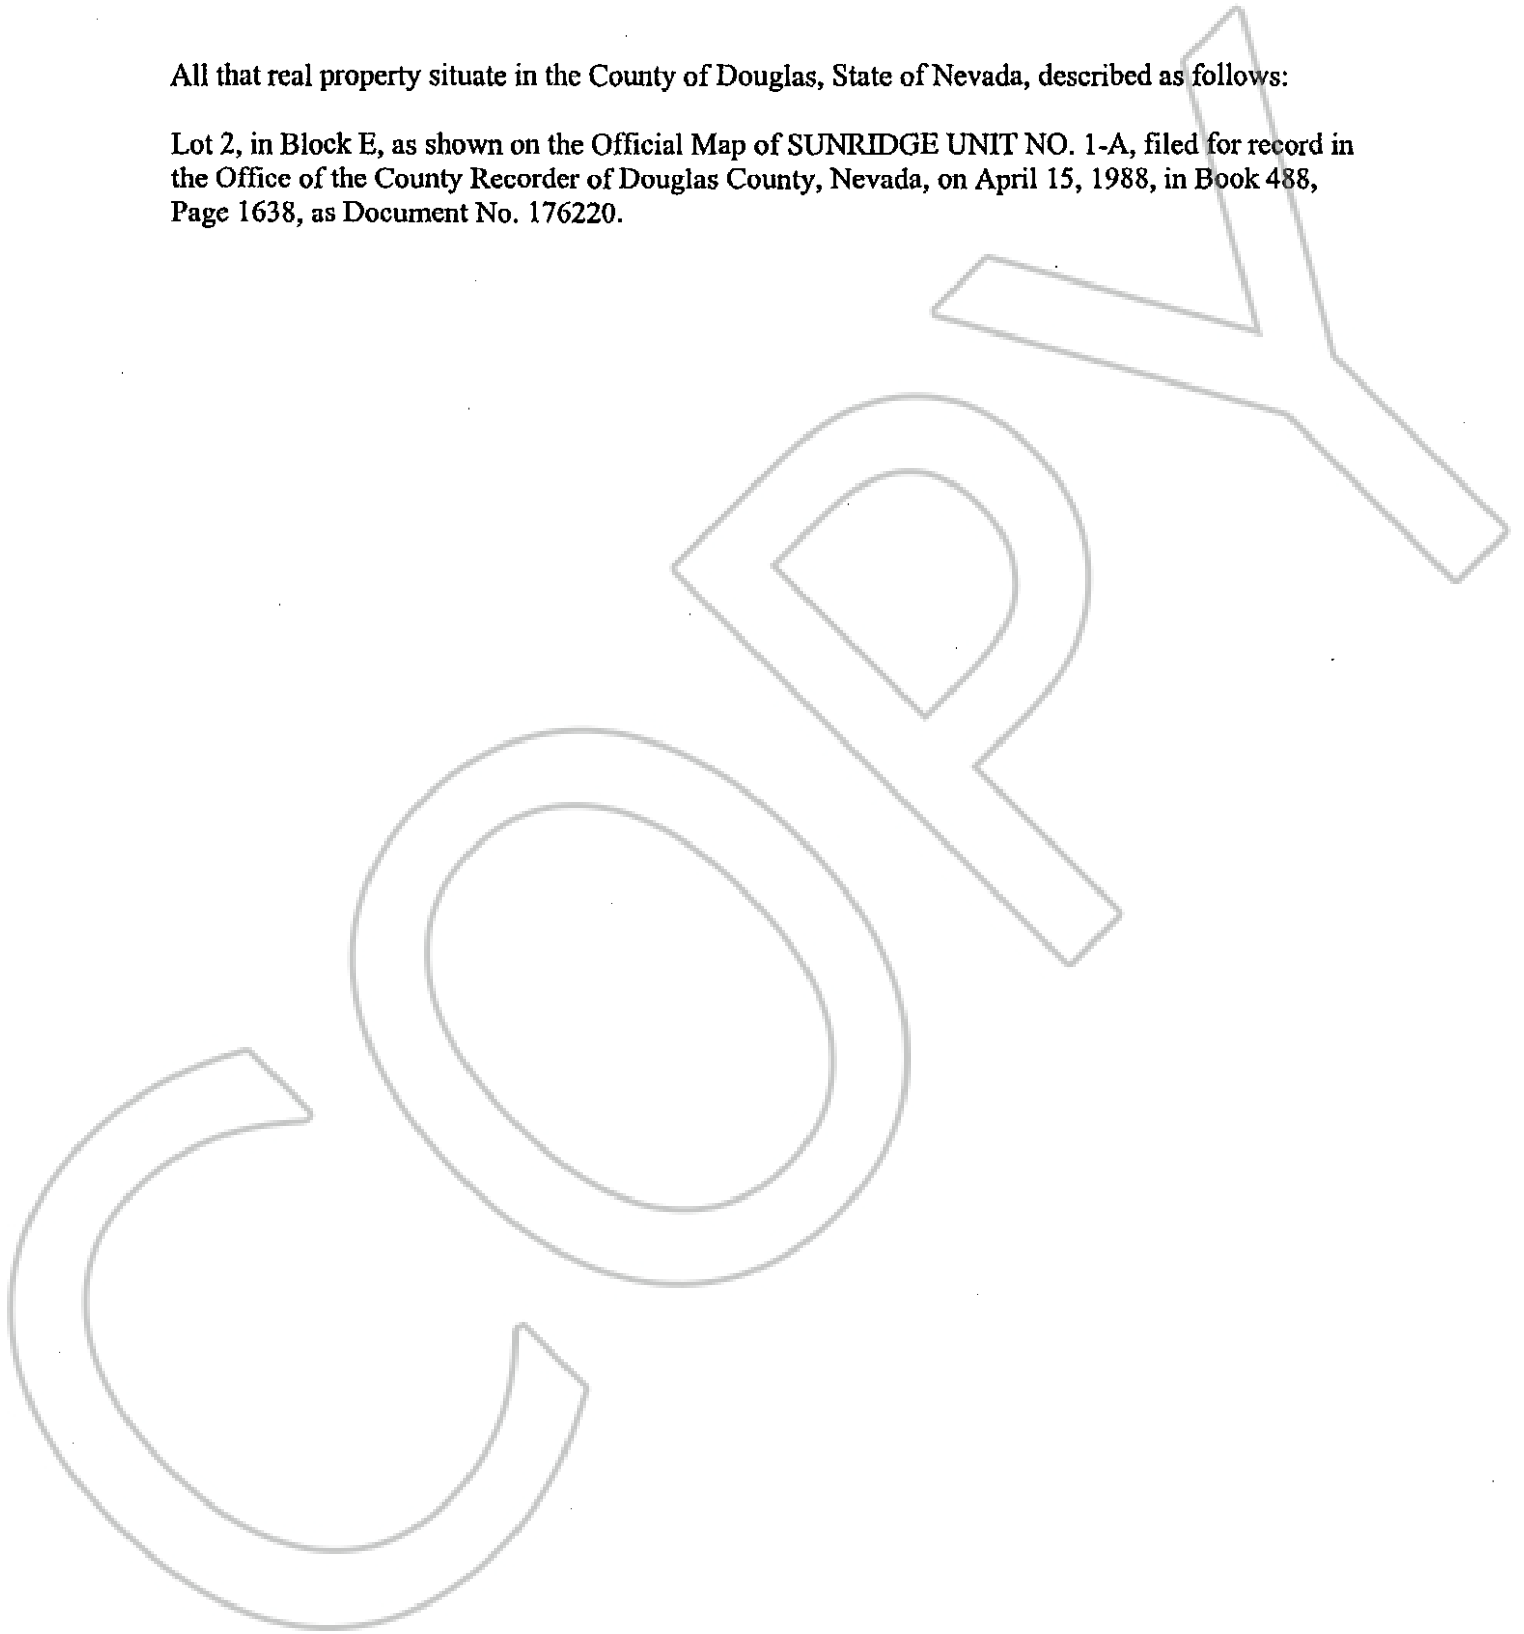 All that real property situate in the County of Douglas, State of Nevada, described as follows:
Lot 2, in Block E, as shown on the Official Map of SUNRIDGE UNIT NO. 1-A, filed for record in
the Office of the County Recorder of Douglas County, Nevada, on April 15, 1988, in Book 488,
Page 1638, as Document No. 176220.
COPY